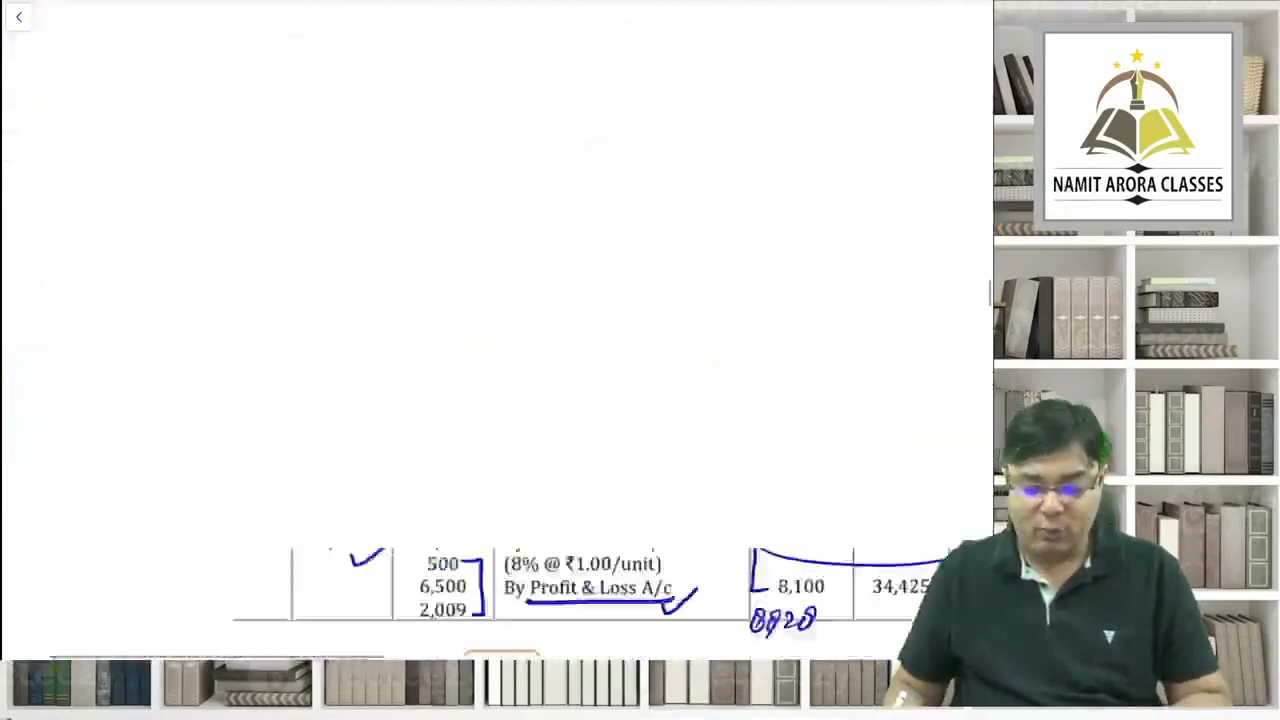 NAMIT ARORA CLASSES
500 (8% @ ₹1.00/unit)
6,500 By Profit & Loss A/c 8,100 34,425
2,009
8928